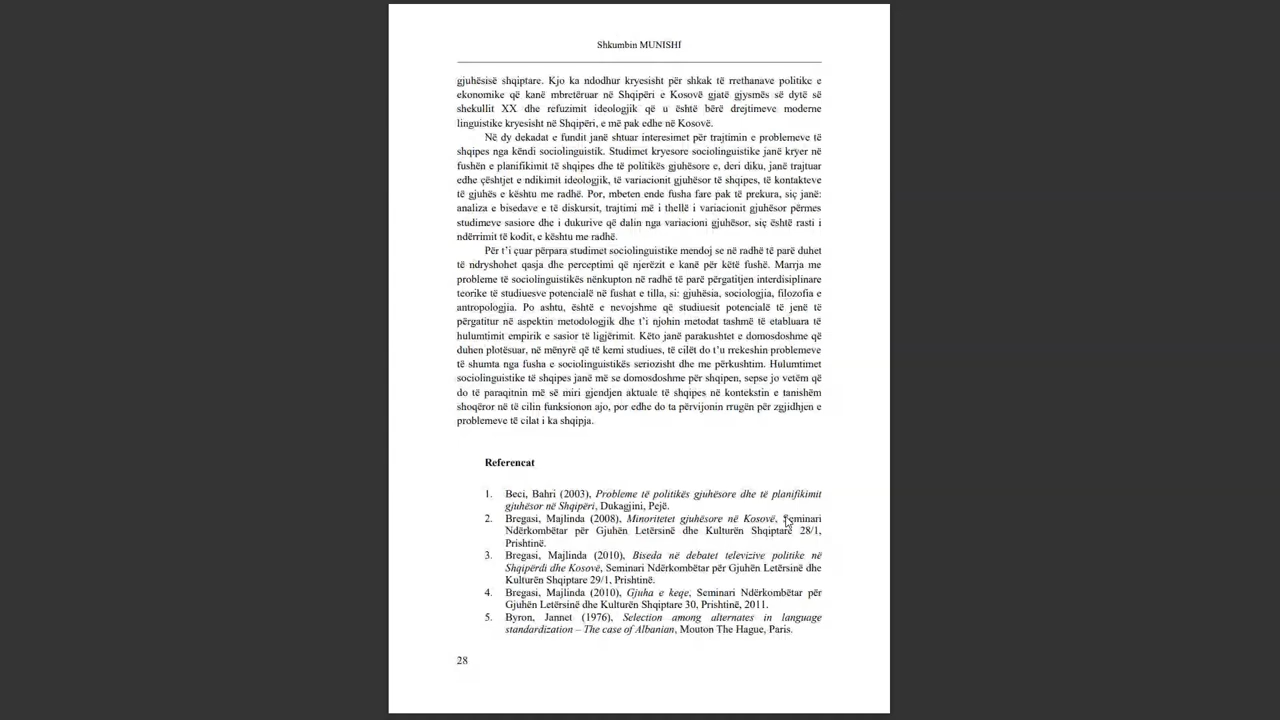 Shkumbin MUNISHI
gjuhësisë shqiptare. Kjo ka ndodhur kryesisht për shkak të rrethanave politike e
ekonomike që kanë mbretëruar në Shqipëri e Kosovë gjatë gjysmës së dytë së
shekullit XX dhe refuzimit ideologjik që u është bërë drejtimeve moderne
linguistike kryesisht në Shqipëri, e më pak edhe në Kosovë.
Në dy dekadat e fundit janë shtuar interesimet për trajtimin e problemeve të
shqipes nga këndi sociolinguistik. Studimet kryesore sociolinguistike janë kryer në
fushën e planifikimit të shqipes dhe të politikës gjuhësore e, deri diku, janë trajtuar
edhe çështjet e ndikimit ideologjik, të variacionit gjuhësor të shqipes, të kontakteve
të gjuhës e kështu me radhë. Por, mbeten ende fusha fare pak të prekura, siç janë:
analiza e bisedave e të diskursit, trajtimi më i thellë i variacionit gjuhësor përmes
studimeve sasiore dhe i dukurive që dalin nga variacioni gjuhësor, siç është rasti i
ndërrimit të kodit, e kështu me radhë.
Për t’i çuar përpara studimet sociolinguistike mendoj se në radhë të parë duhet
të ndryshohet qasja dhe perceptimi që njerëzit e kanë për këtë fushë. Marrja me
probleme të sociolinguistikës nënkupton në radhë të parë përgatitjen interdisiplinare
teorike të studiuesve potencialë në fushat e tilla, si: gjuhësia, sociologjia, filozofia e
antropologjia. Po ashtu, është e nevojshme që studiuesit potencialë të jenë të
përgatitur në aspektin metodologjik dhe t’i njohin metodat tashmë të etabluara të
hulumtimit empirik e sasior të ligjërimit. Këto janë parakushtet e domosdoshme që
duhen plotësuar, në mënyrë që të kemi studiues, të cilët do t’u rrekeshin problemeve
të shumta nga fusha e sociolinguistikës seriozisht dhe me përkushtim. Hulumtimet
sociolinguistike të shqipes janë më se domosdoshme për shqipen, sepse jo vetëm që
do të paraqitnin më së miri gjendjen aktuale të shqipes në kontekstin e tanishëm
shoqëror në të cilin funksionon ajo, por edhe do ta përvijonin rrugën për zgjidhjen e
problemeve të cilat i ka shqipja.
Referencat
1. Beci, Bahri (2003), Probleme të politikës gjuhësore dhe të planifikimit
gjuhësor në Shqipëri, Dukagjini, Pejë.
2. Bregasi, Majlinda (2008), Minoritetet gjuhësore në Kosovë, Seminari
Ndërkombëtar për Gjuhën Letërsinë dhe Kulturën Shqiptare 28/1,
Prishtinë.
3. Bregasi, Majlinda (2010), Biseda në debatet televizive politike në
Shqipërdi dhe Kosovë, Seminari Ndërkombëtar për Gjuhën Letërsinë dhe
Kulturën Shqiptare 29/1, Prishtinë.
4. Bregasi, Majlinda (2010), Gjuha e keqe, Seminari Ndërkombëtar për
Gjuhën Letërsinë dhe Kulturën Shqiptare 30, Prishtinë, 2011.
5. Byron, Jannet (1976), Selection among alternates in language
standardization – The case of Albanian, Mouton The Hague, Paris.
28